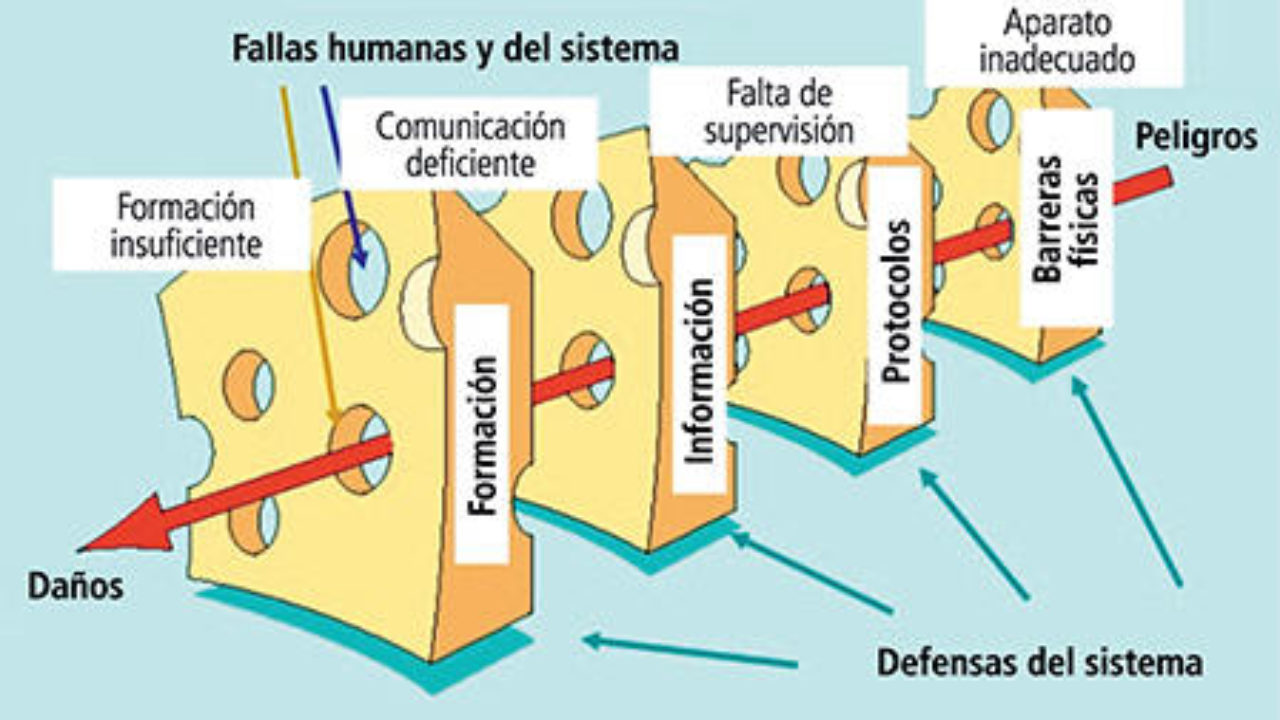 Fallas humanas y del sistema
Aparato
inadecuado
Falta de
supervisión
Comunicación
deficiente
Peligros
Formación
insuficiente
Barreras
físicas
Protocolos
Información
Formación
Daños
Defensas del sistema